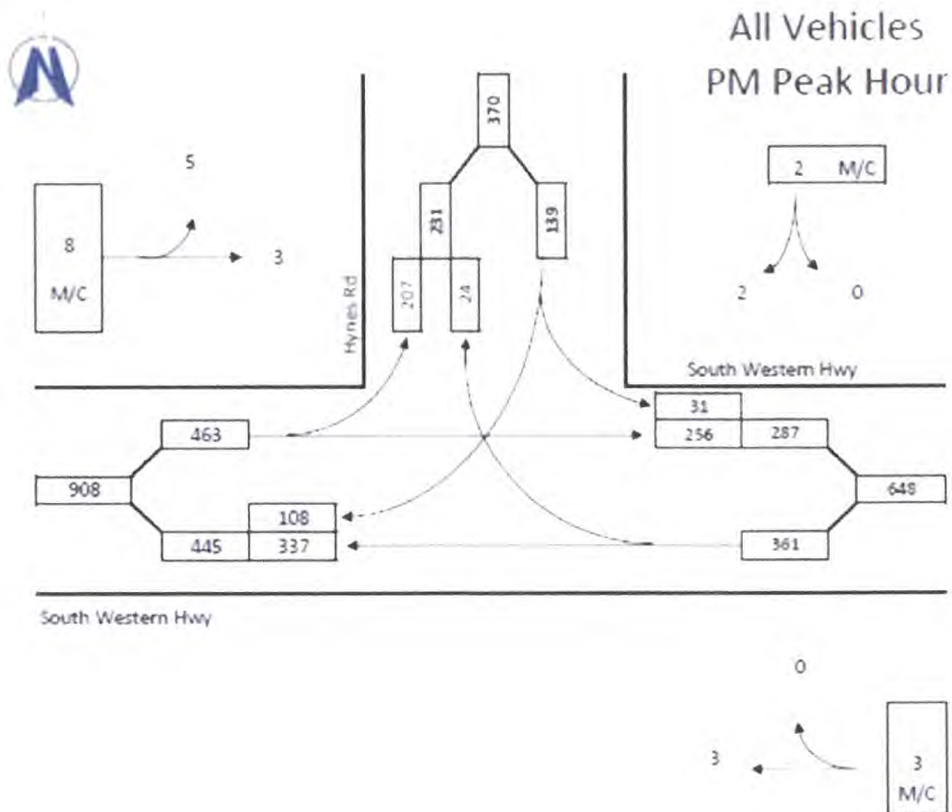 All Vehicles
PM Peak Hour
N
370
5
2 M/C
8
M/C
3
231
139
2
0
207
24
Hynes Rd
South Western Hwy
31
463
256
287
908
648
108
445
337
361
South Western Hwy
0
3
3
M/C